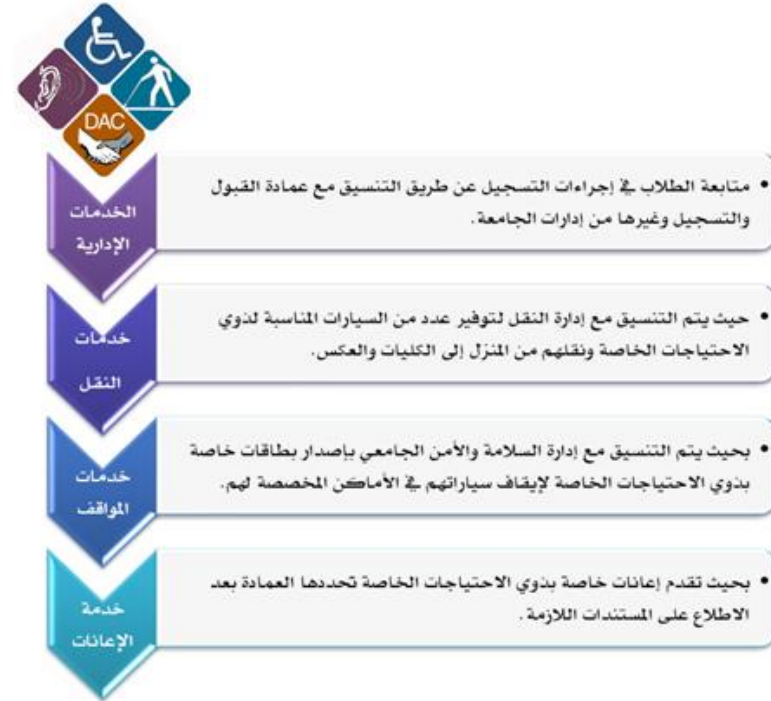 DAC
الخدمات
الإدارية
• متابعة الطلاب في إجراءات التسجيل عن طريق التنسيق مع عمادة القبول
والتسجيل وغيرها من إدارات الجامعة.
خدمات
النقل
• حيث يتم التنسيق مع إدارة النقل لتوفير عدد من السيارات المناسبة لذوي
الاحتياجات الخاصة ونقلهم من المنزل إلى الكليات والعكس.
خدمات
المواقف
• بحيث يتم التنسيق مع إدارة السلامة والأمن الجامعي بإصدار بطاقات خاصة
بذوي الاحتياجات الخاصة لإيقاف سياراتهم في الأماكن المخصصة لهم.
خدمة
الإعانات
• بحيث تقدم إعانات خاصة بذوي الاحتياجات الخاصة تحددها العمادة بعد
الاطلاع على المستندات اللازمة.